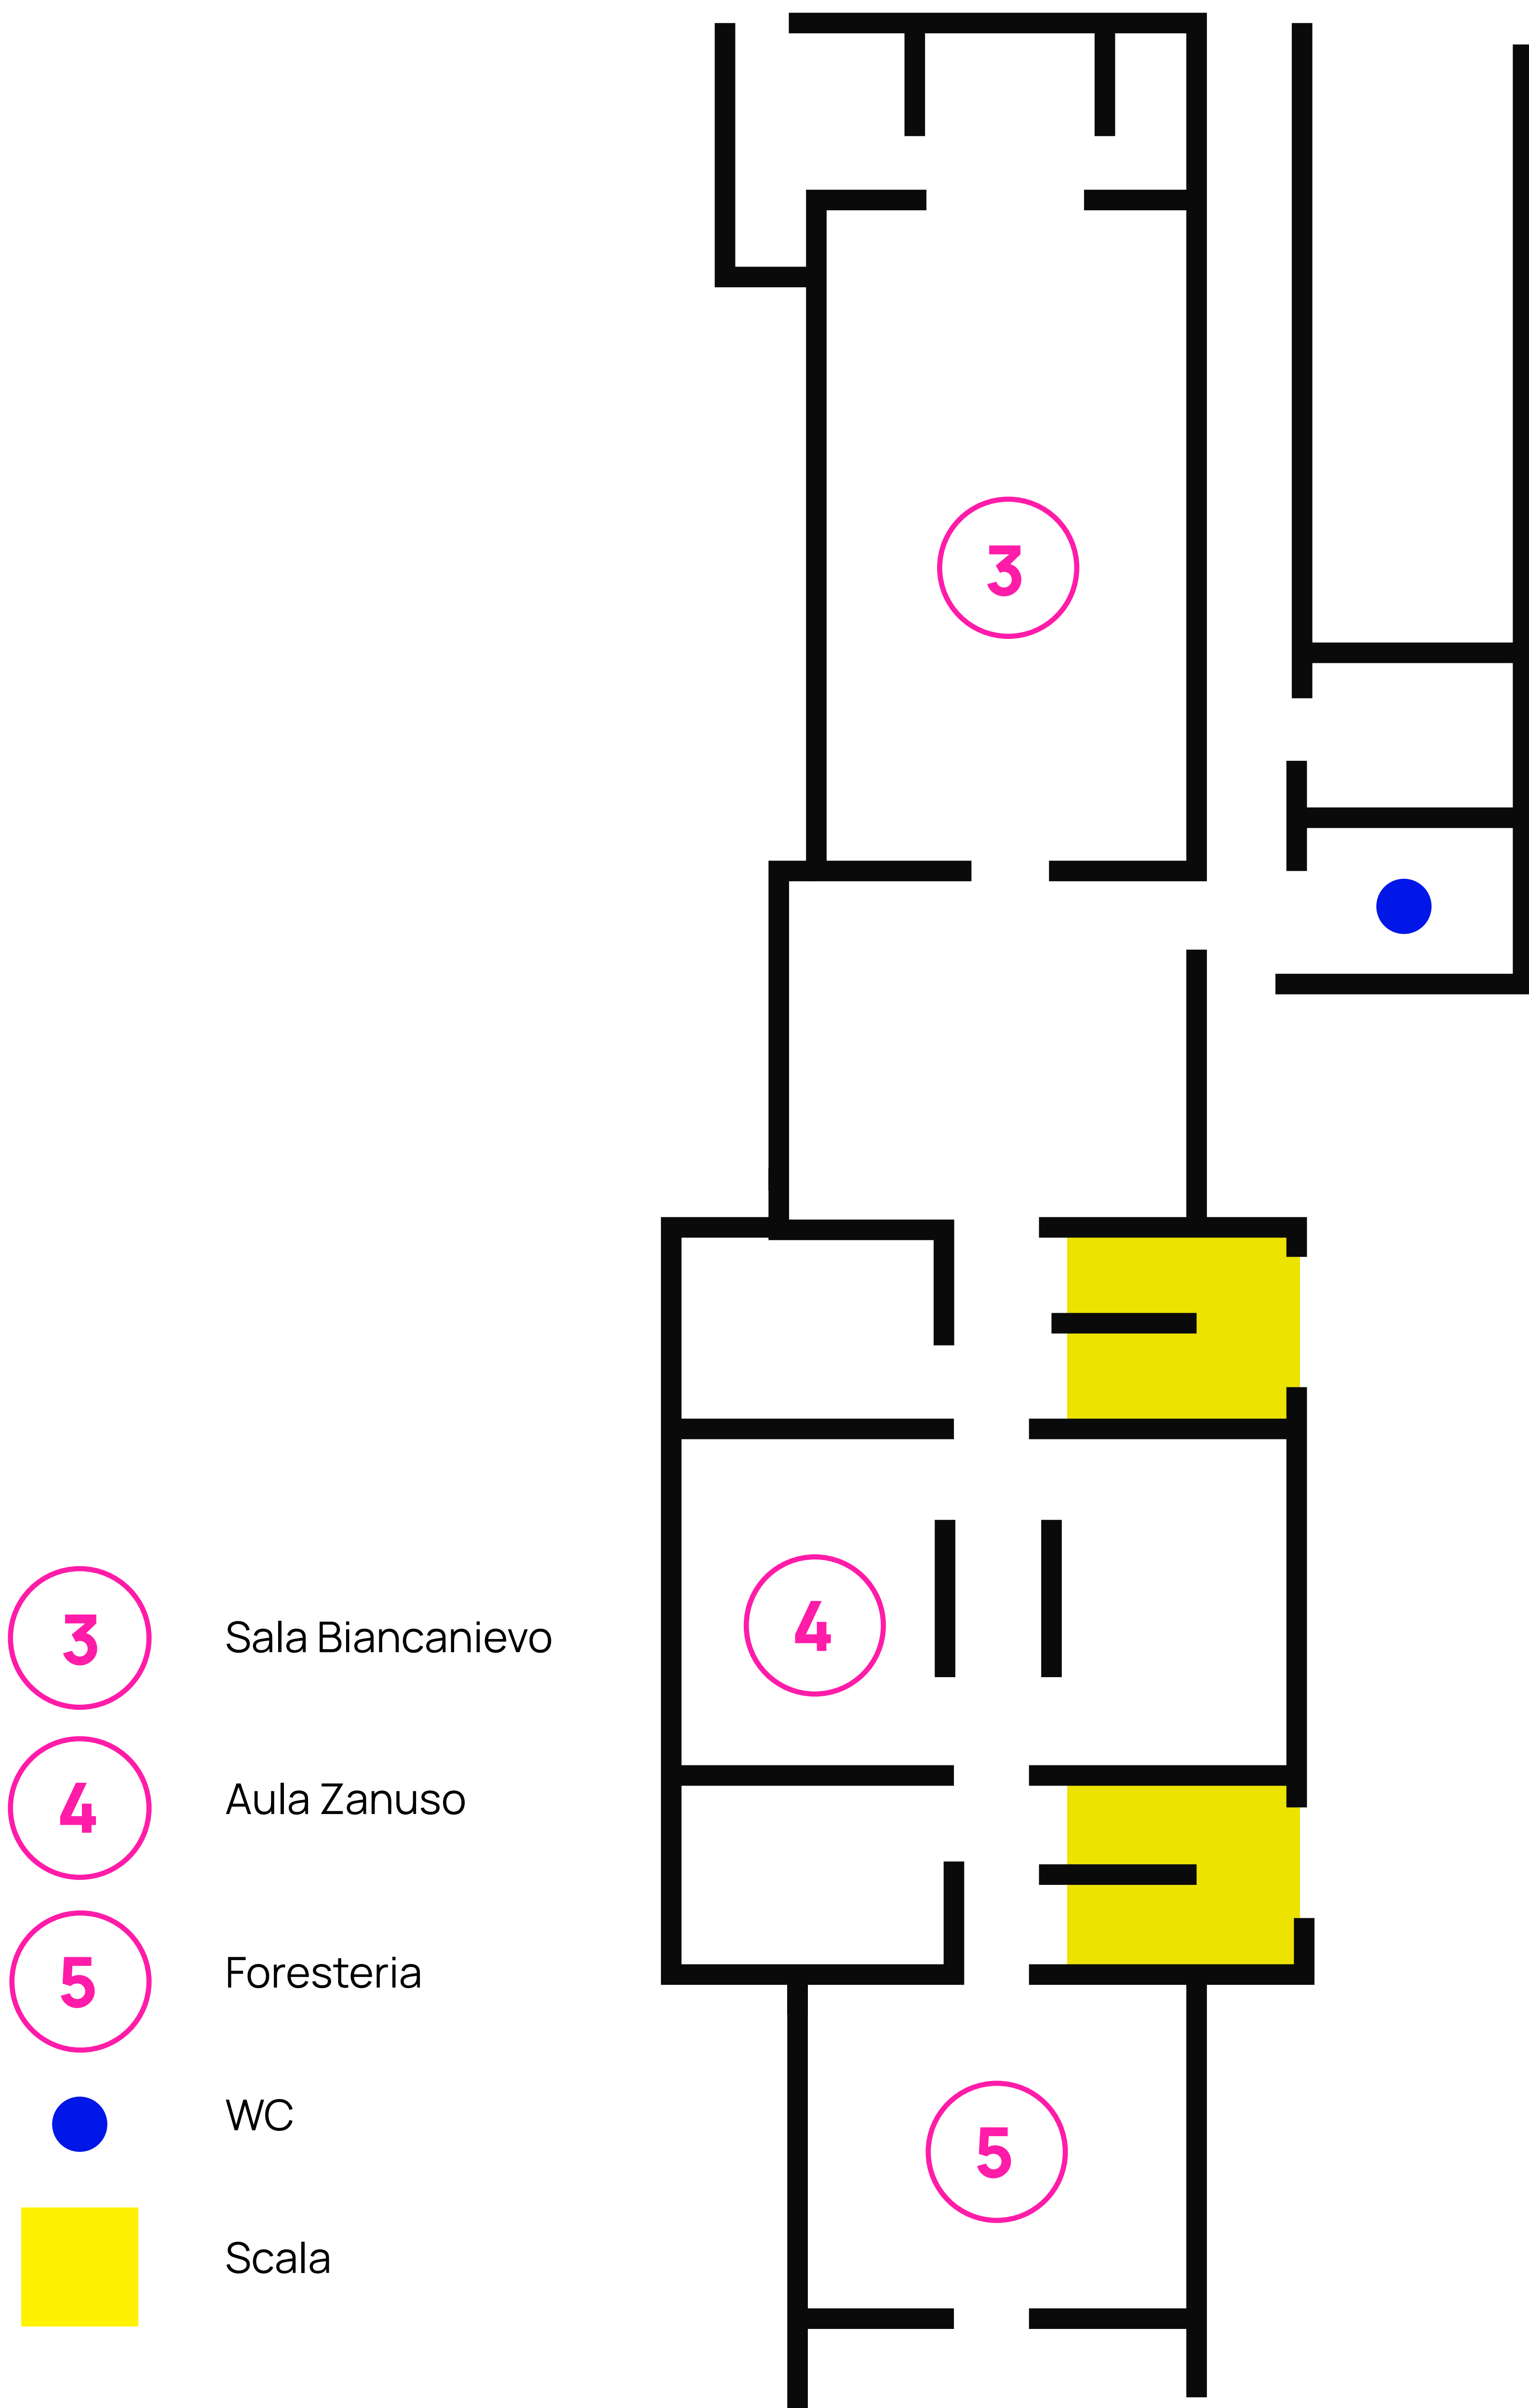 3
4
5
3 Sala Biancanievo
4 Aula Zanuso
5 Foresteria
WC
Scala